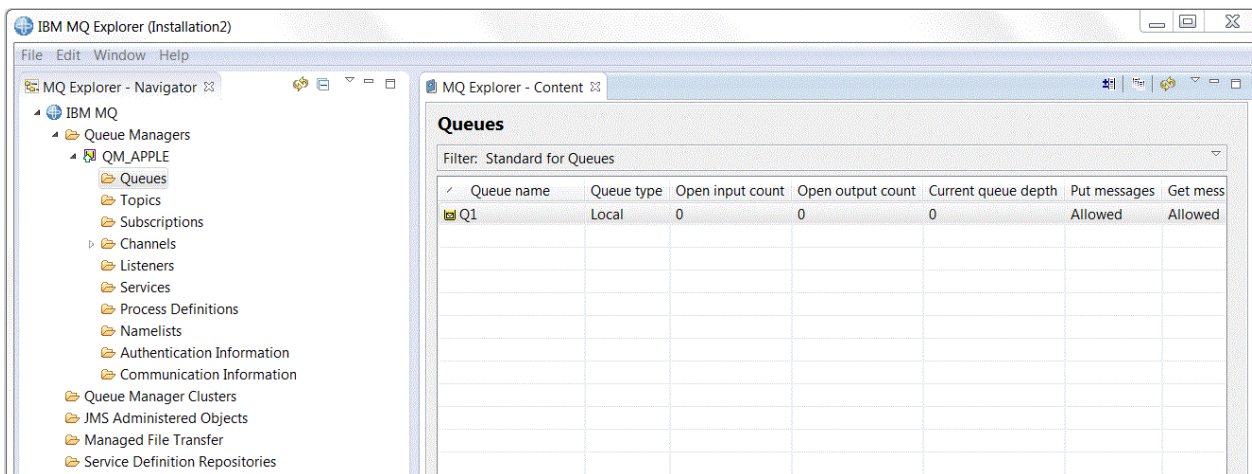 IBM MQ Explorer (Installation2)
File Edit Window Help
MQ Explorer - Navigator
IBM MQ
Queue Managers
QM_APPLE
Queues
Topics
Subscriptions
Channels
Listeners
Services
Process Definitions
Namelists
Authentication Information
Communication Information
Queue Manager Clusters
JMS Administered Objects
Managed File Transfer
Service Definition Repositories
MQ Explorer - Content
Queues
Filter: Standard for Queues
Queue name Queue type Open input count Open output count Current queue depth Put messages Get mess
Q1 Local 0 0 0 Allowed Allowed